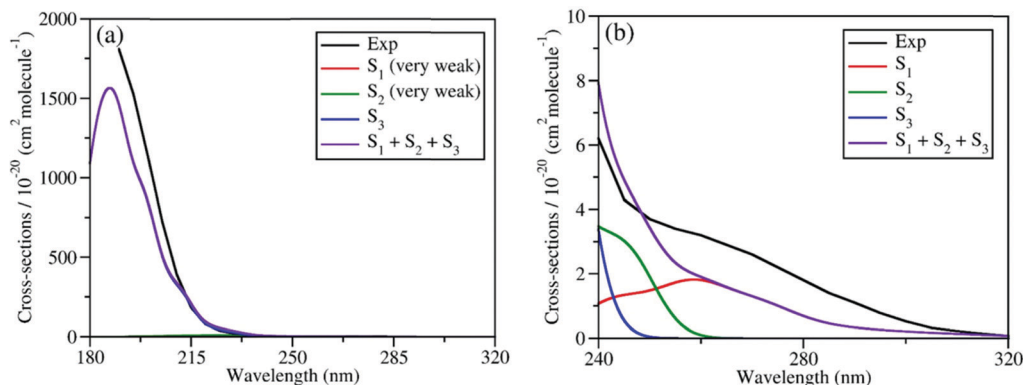 (a)
Cross-sections / 10⁻²⁰ (cm² molecule⁻¹)
2000
1500
1000
500
0
Exp
S₁ (very weak)
S₂ (very weak)
S₃
S₁ + S₂ + S₃
180
215
250
285
320
Wavelength (nm)
(b)
Cross-sections / 10⁻²⁰ (cm² molecule⁻¹)
10
8
6
4
2
0
Exp
S₁
S₂
S₃
S₁ + S₂ + S₃
240
280
320
Wavelength (nm)